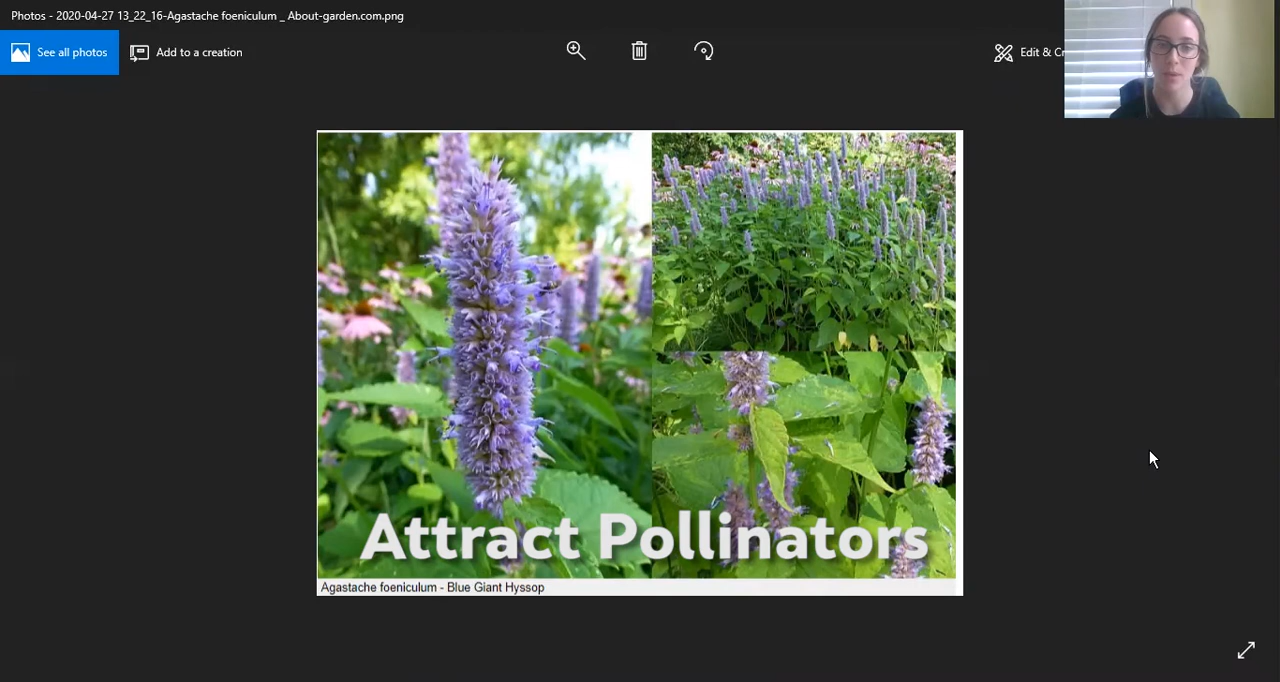 Photos - 2020-04-27 13_22_16-Agastache foeniculum _ About-garden.com.png
See all photos
Add to a creation
Edit & Cr
Attract Pollinators
Agastache foeniculum - Blue Giant Hyssop